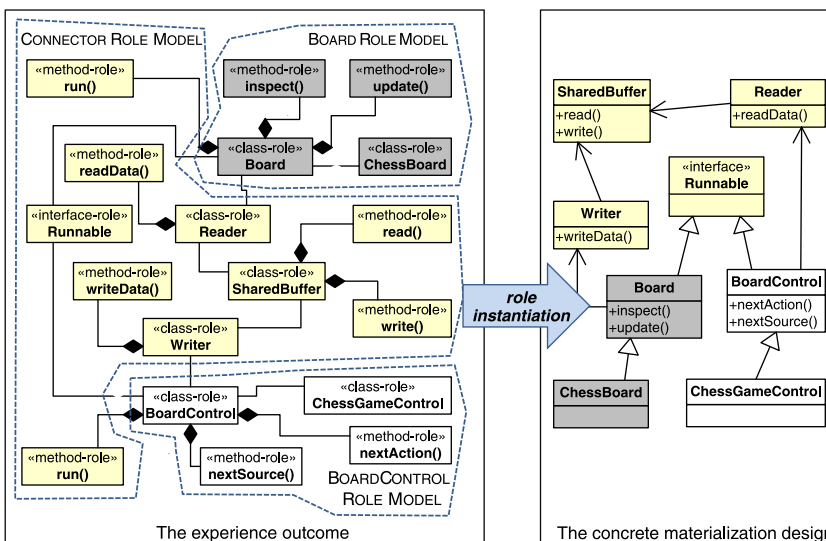 CONNECTOR ROLE MODEL
BOARD ROLE MODEL
«method-role»
run()
«method-role»
inspect()
«method-role»
update()
«class-role»
Board
«class-role»
ChessBoard
«method-role»
readData()
«interface-role»
Runnable
«class-role»
Reader
«method-role»
read()
«method-role»
writeData()
«class-role»
SharedBuffer
«method-role»
write()
«class-role»
Writer
«class-role»
BoardControl
«class-role»
ChessGameControl
«method-role»
run()
«method-role»
nextSource()
«method-role»
nextAction()
BOARDCONTROL
ROLE MODEL
The experience outcome
role
instantiation
SharedBuffer
+read()
+write()
Reader
+readData()
«interface»
Runnable
Writer
+writeData()
Board
+inspect()
+update()
BoardControl
+nextAction()
+nextSource()
ChessBoard
ChessGameControl
The concrete materialization design